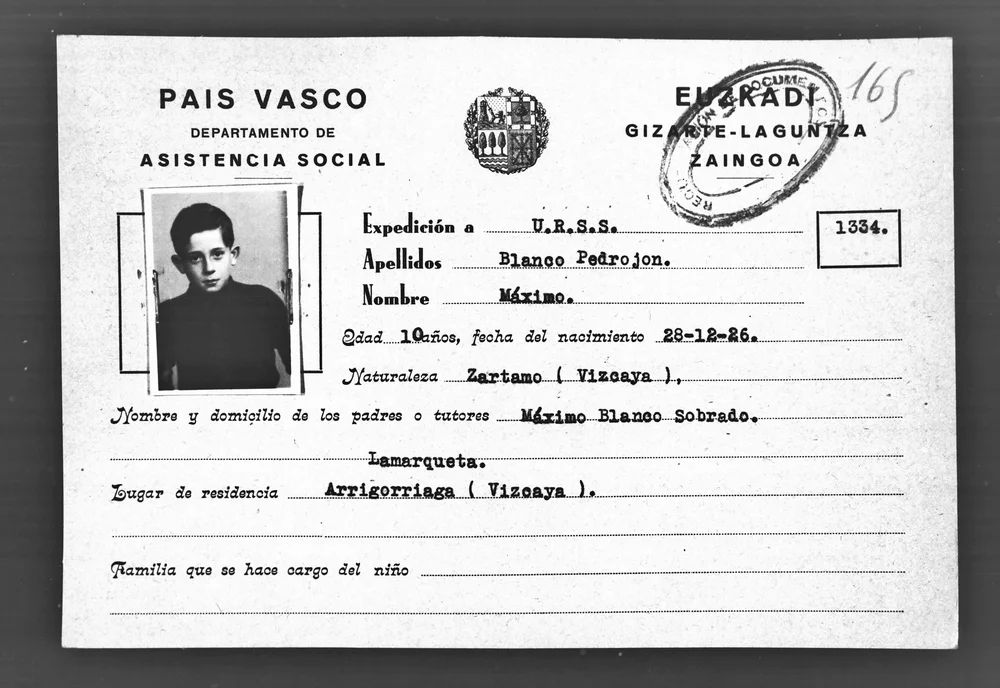 PAIS VASCO
DEPARTAMENTO DE
ASISTENCIA SOCIAL
EUZKADI
GIZARTE-LAGUNTZA
ZAINGOA
165
1334.
Expedición a U.R.S.S.
Apellidos Blanco Pedrojon.
Nombre Máximo.
Edad 10 años, fecha del nacimiento 28-12-26.
Naturaleza Zartamo ( Vizcaya ),
Nombre y domicilio de los padres o tutores Máximo Blanco Sobrado.
Lamarqueta.
Lugar de residencia Arrigorriaga ( Vizcaya ).
Familia que se hace cargo del niño